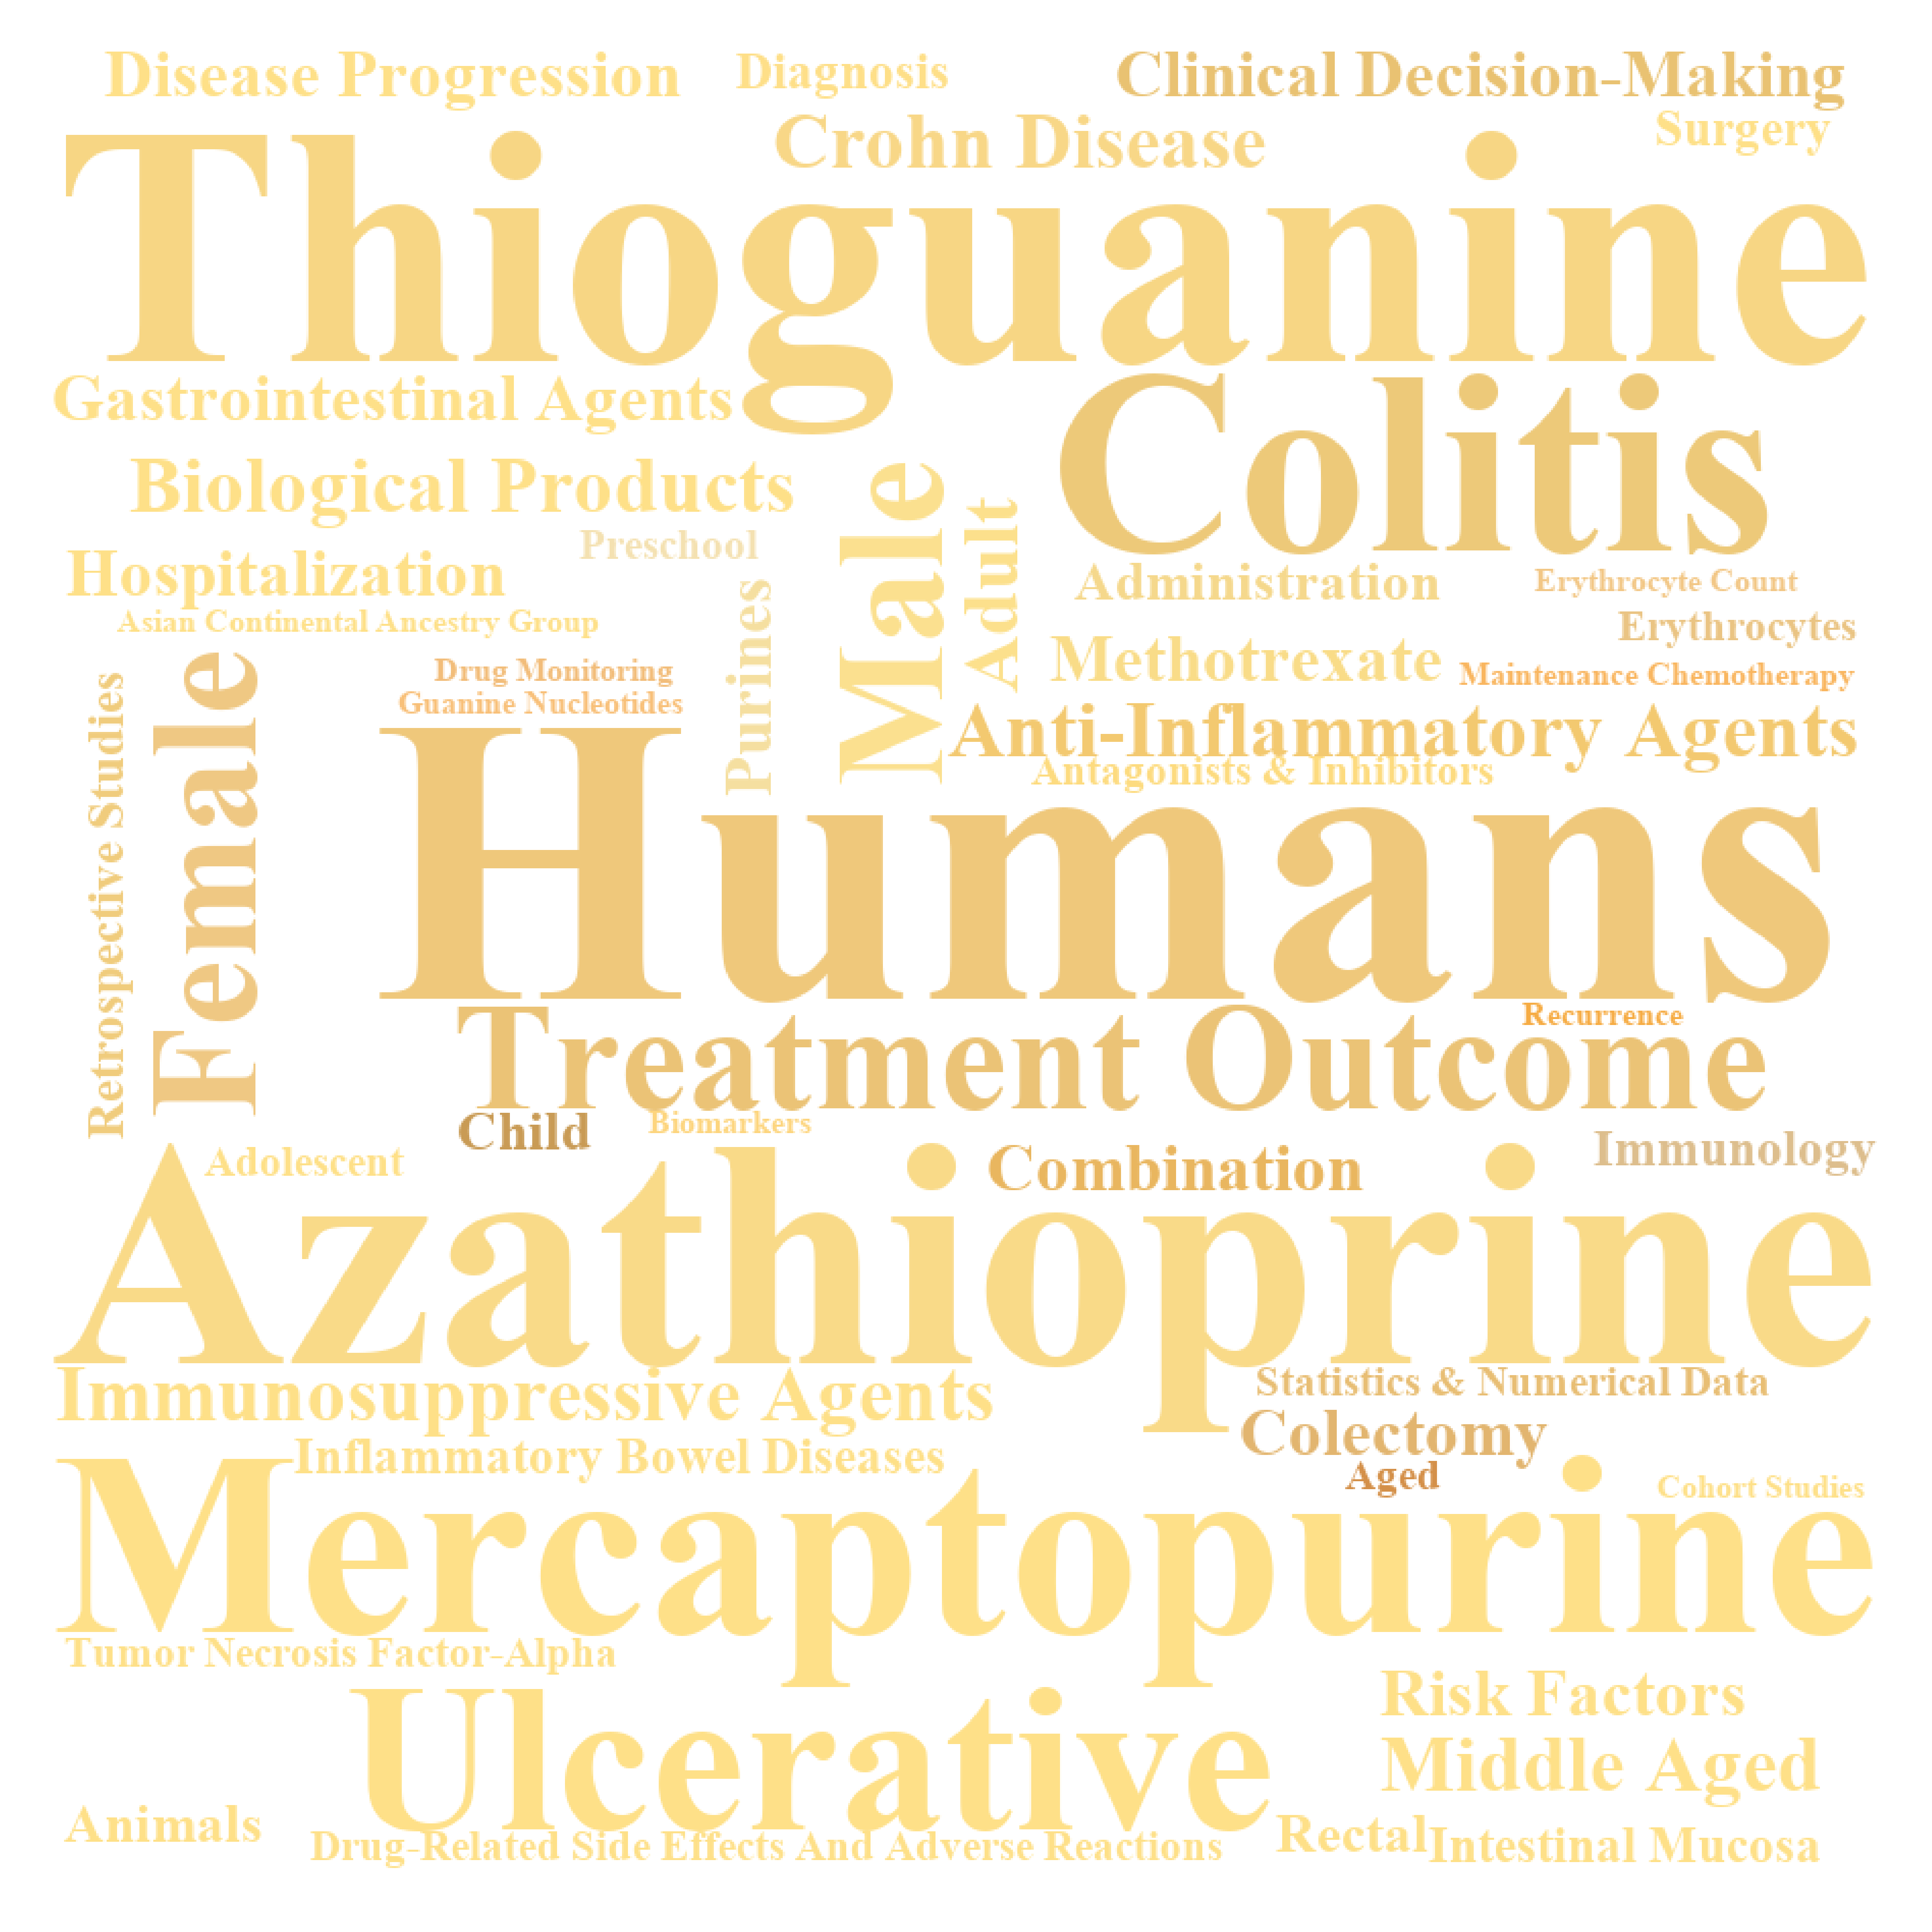 Disease Progression
Diagnosis
Clinical Decision-Making
Crohn Disease
Surgery
Thioguanine
Gastrointestinal Agents
Colitis
Biological Products
Male
Adult
Preschool
Hospitalization
Administration
Erythrocyte Count
Asian Continental Ancestry Group
Purines
Erythrocytes
Methotrexate
Maintenance Chemotherapy
Drug Monitoring
Guanine Nucleotides
Retrospective Studies
Female
Anti-Inflammatory Agents
Antagonists & Inhibitors
Humans
Treatment Outcome
Recurrence
Child
Biomarkers
Adolescent
Combination
Immunology
Azathioprine
Immunosuppressive Agents
Statistics & Numerical Data
Colectomy
Inflammatory Bowel Diseases
Aged
Cohort Studies
Mercaptopurine
Tumor Necrosis Factor-Alpha
Risk Factors
Ulcerative
Middle Aged
Animals
Drug-Related Side Effects And Adverse Reactions
Rectal
Intestinal Mucosa